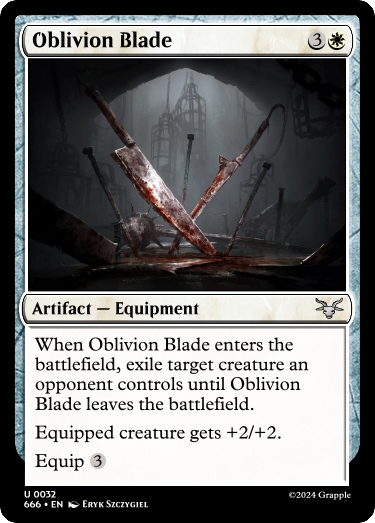 Oblivion Blade 3
Artifact — Equipment
When Oblivion Blade enters the
battlefield, exile target creature an
opponent controls until Oblivion
Blade leaves the battlefield.
Equipped creature gets +2/+2.
Equip 3
U 0032
666 • EN Eryk Szczygiel
©2024 Grapple